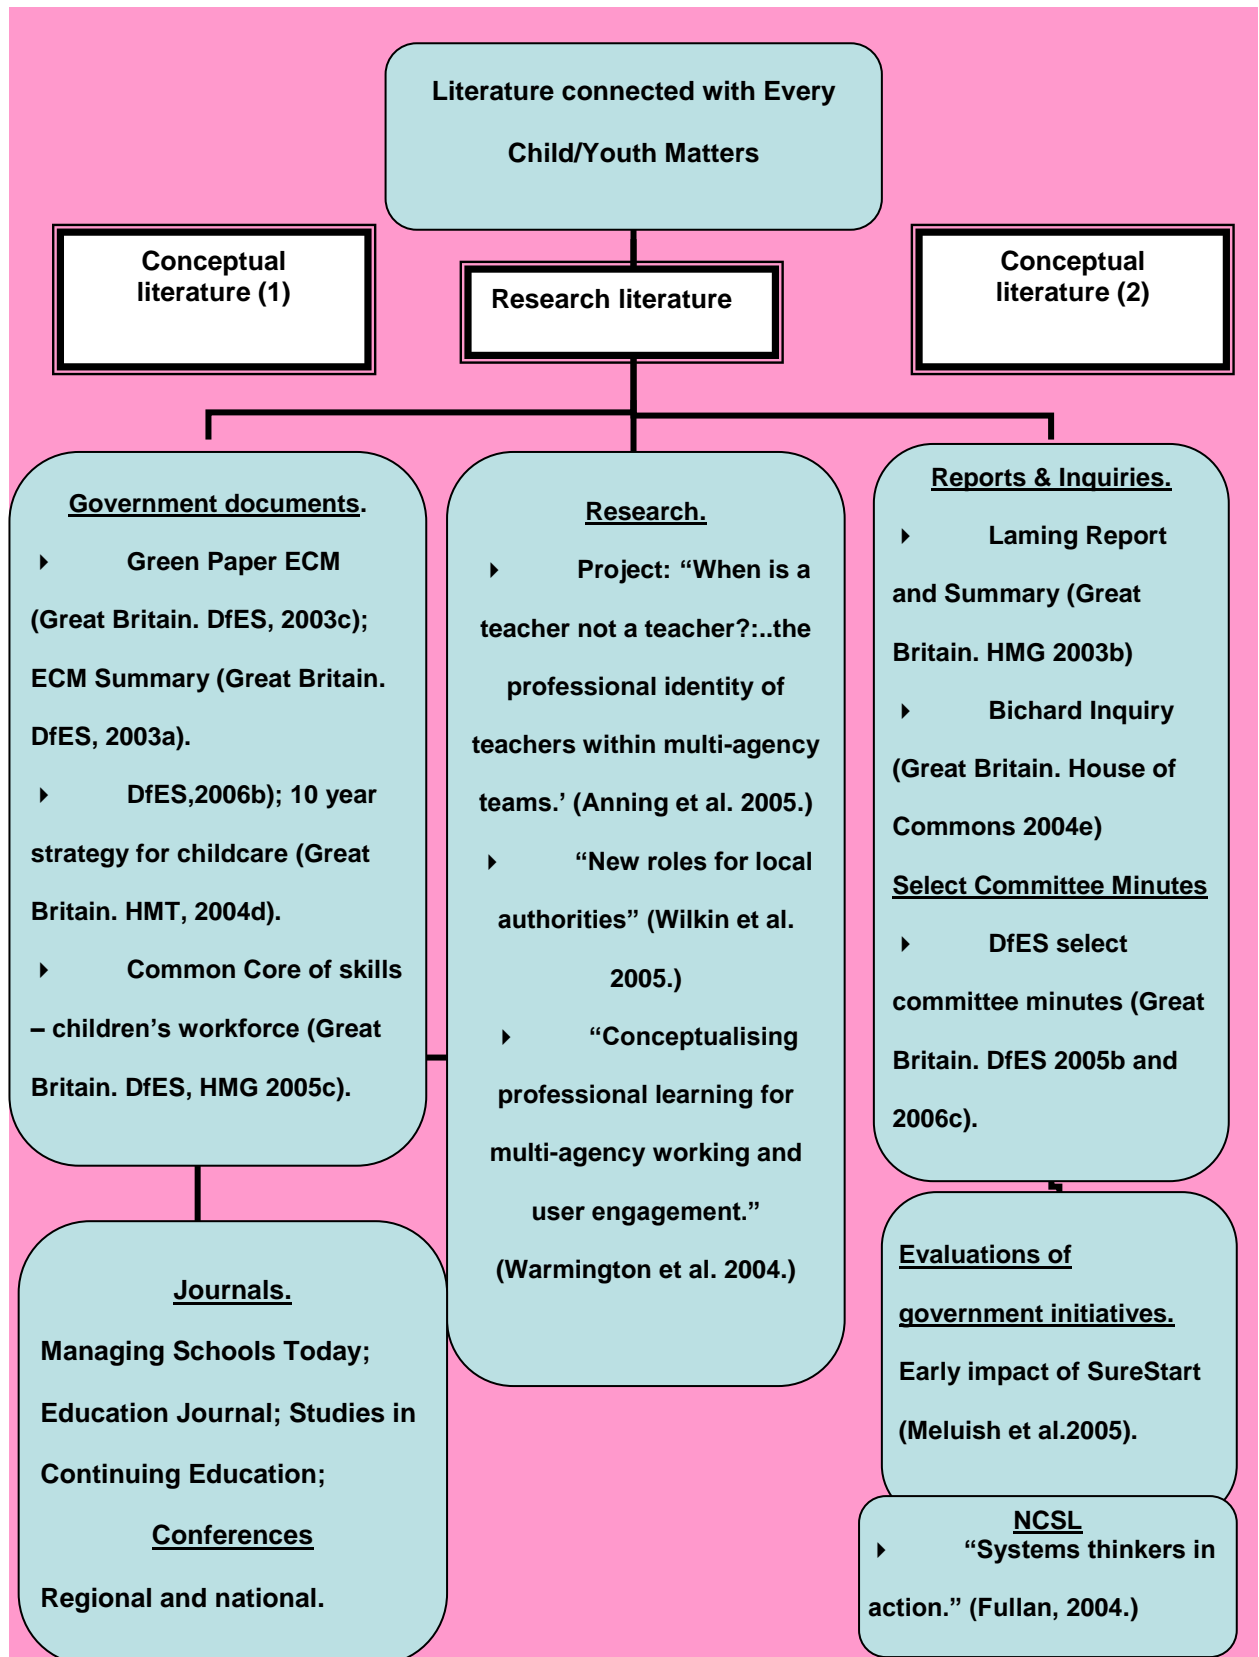 Literature connected with Every
Child/Youth Matters
Conceptual
literature (1)
Research literature
Conceptual
literature (2)
Government documents.
Green Paper ECM
(Great Britain. DfES, 2003c);
ECM Summary (Great Britain.
DfES, 2003a).
DfES,2006b); 10 year
strategy for childcare (Great
Britain. HMT, 2004d).
Common Core of skills
– children’s workforce (Great
Britain. DfES, HMG 2005c).
Research.
Project: “When is a
teacher not a teacher?:..the
professional identity of
teachers within multi-agency
teams.’ (Anning et al. 2005.)
“New roles for local
authorities” (Wilkin et al.
2005.)
“Conceptualising
professional learning for
multi-agency working and
user engagement.”
(Warmington et al. 2004.)
Reports & Inquiries.
Laming Report
and Summary (Great
Britain. HMG 2003b)
Bichard Inquiry
(Great Britain. House of
Commons 2004e)
Select Committee Minutes
DfES select
committee minutes (Great
Britain. DfES 2005b and
2006c).
Journals.
Managing Schools Today;
Education Journal; Studies in
Continuing Education;
Conferences
Regional and national.
Evaluations of
government initiatives.
Early impact of SureStart
(Meluish et al.2005).
NCSL
“Systems thinkers in
action.” (Fullan, 2004.)